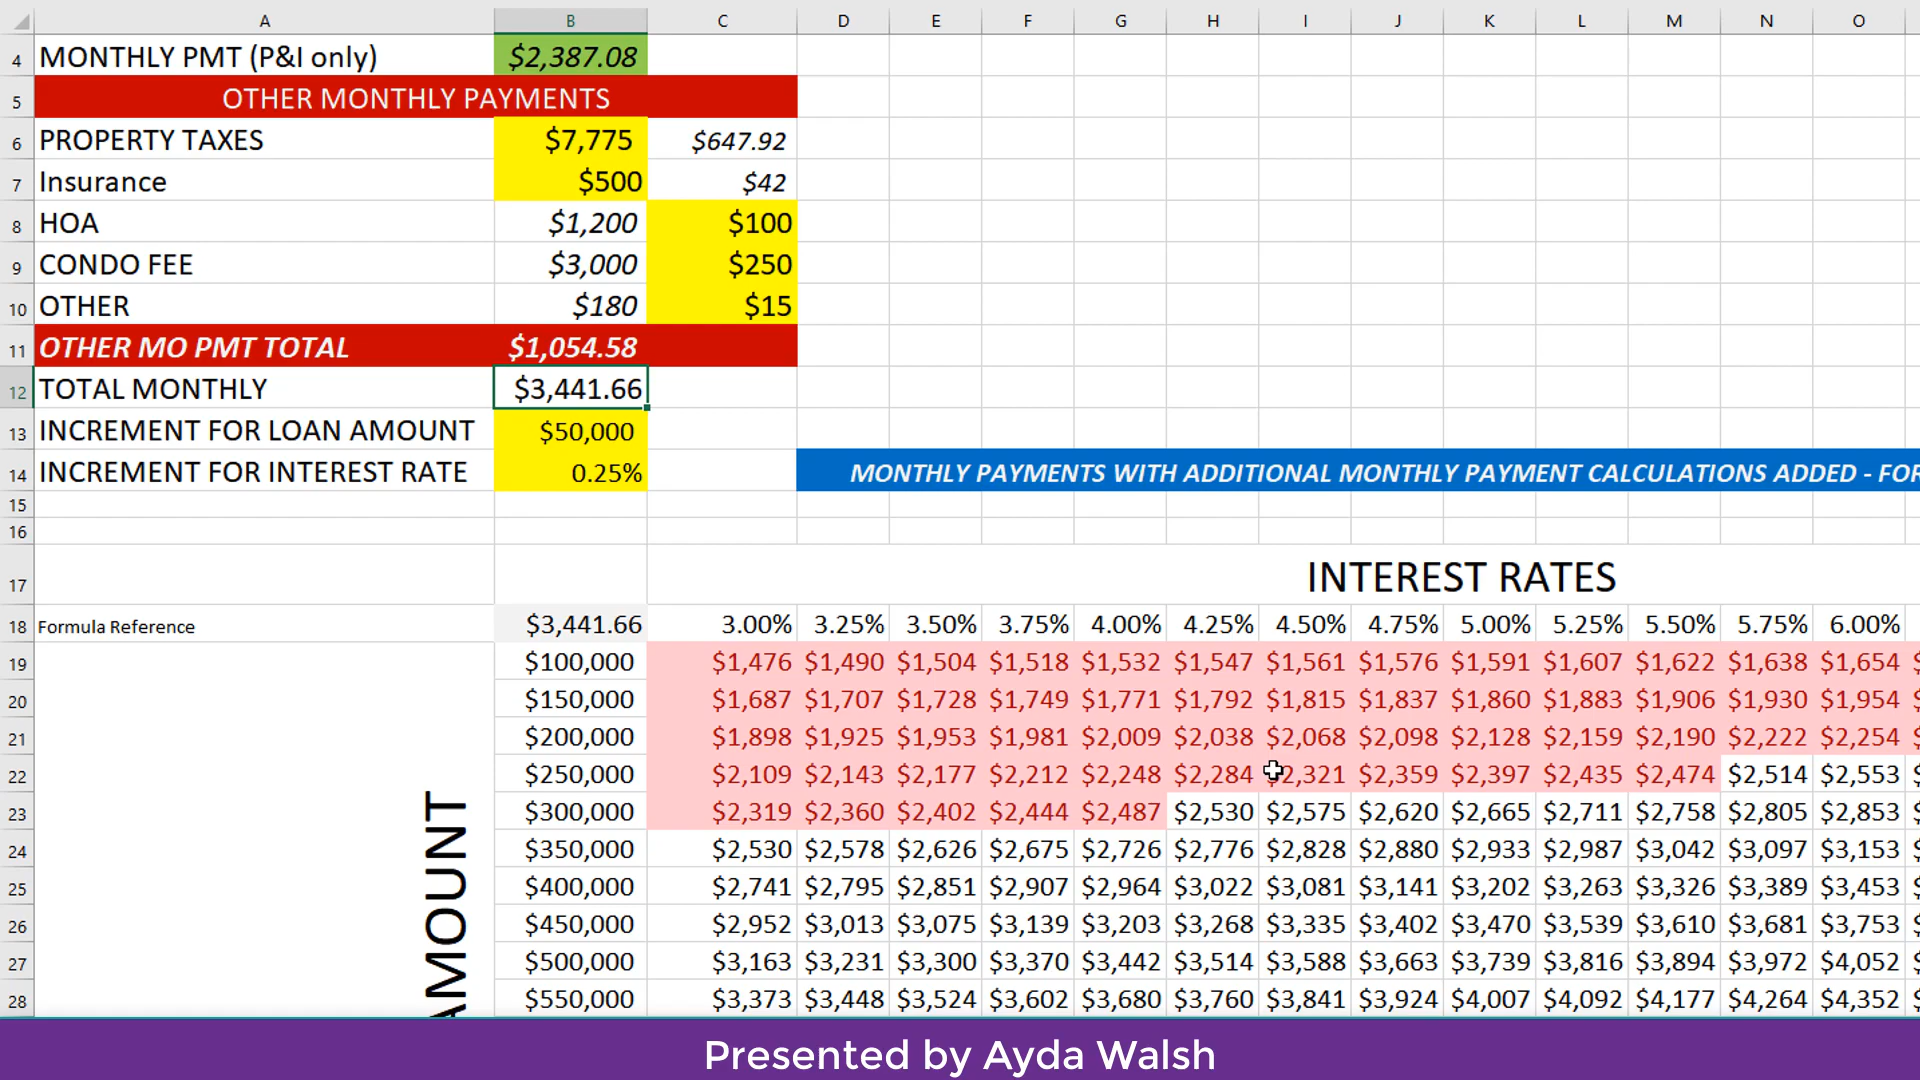 A B C D E F G H I J K L M N O
4 MONTHLY PMT (P&I only) $2,387.08
5 OTHER MONTHLY PAYMENTS
6 PROPERTY TAXES $7,775 $647.92
7 Insurance $500 $42
8 HOA $1,200 $100
9 CONDO FEE $3,000 $250
10 OTHER $180 $15
11 OTHER MO PMT TOTAL $1,054.58
12 TOTAL MONTHLY $3,441.66
13 INCREMENT FOR LOAN AMOUNT $50,000
14 INCREMENT FOR INTEREST RATE 0.25% MONTHLY PAYMENTS WITH ADDITIONAL MONTHLY PAYMENT CALCULATIONS ADDED - FOR
15
16
17 INTEREST RATES
18 Formula Reference $3,441.66 3.00% 3.25% 3.50% 3.75% 4.00% 4.25% 4.50% 4.75% 5.00% 5.25% 5.50% 5.75% 6.00%
19 $100,000 $1,476 $1,490 $1,504 $1,518 $1,532 $1,547 $1,561 $1,576 $1,591 $1,607 $1,622 $1,638 $1,654
20 $150,000 $1,687 $1,707 $1,728 $1,749 $1,771 $1,792 $1,815 $1,837 $1,860 $1,883 $1,906 $1,930 $1,954
21 $200,000 $1,898 $1,925 $1,953 $1,981 $2,009 $2,038 $2,068 $2,098 $2,128 $2,159 $2,190 $2,222 $2,254
22 $250,000 $2,109 $2,143 $2,177 $2,212 $2,248 $2,284 $2,321 $2,359 $2,397 $2,435 $2,474 $2,514 $2,553
23 $300,000 $2,319 $2,360 $2,402 $2,444 $2,487 $2,530 $2,575 $2,620 $2,665 $2,711 $2,758 $2,805 $2,853
24 $350,000 $2,530 $2,578 $2,626 $2,675 $2,726 $2,776 $2,828 $2,880 $2,933 $2,987 $3,042 $3,097 $3,153
25 $400,000 $2,741 $2,795 $2,851 $2,907 $2,964 $3,022 $3,081 $3,141 $3,202 $3,263 $3,326 $3,389 $3,453
26 $450,000 $2,952 $3,013 $3,075 $3,139 $3,203 $3,268 $3,335 $3,402 $3,470 $3,539 $3,610 $3,681 $3,753
27 $500,000 $3,163 $3,231 $3,300 $3,370 $3,442 $3,514 $3,588 $3,663 $3,739 $3,816 $3,894 $3,972 $4,052
28 $550,000 $3,373 $3,448 $3,524 $3,602 $3,680 $3,760 $3,841 $3,924 $4,007 $4,092 $4,177 $4,264 $4,352
AMOUNT
Presented by Ayda Walsh